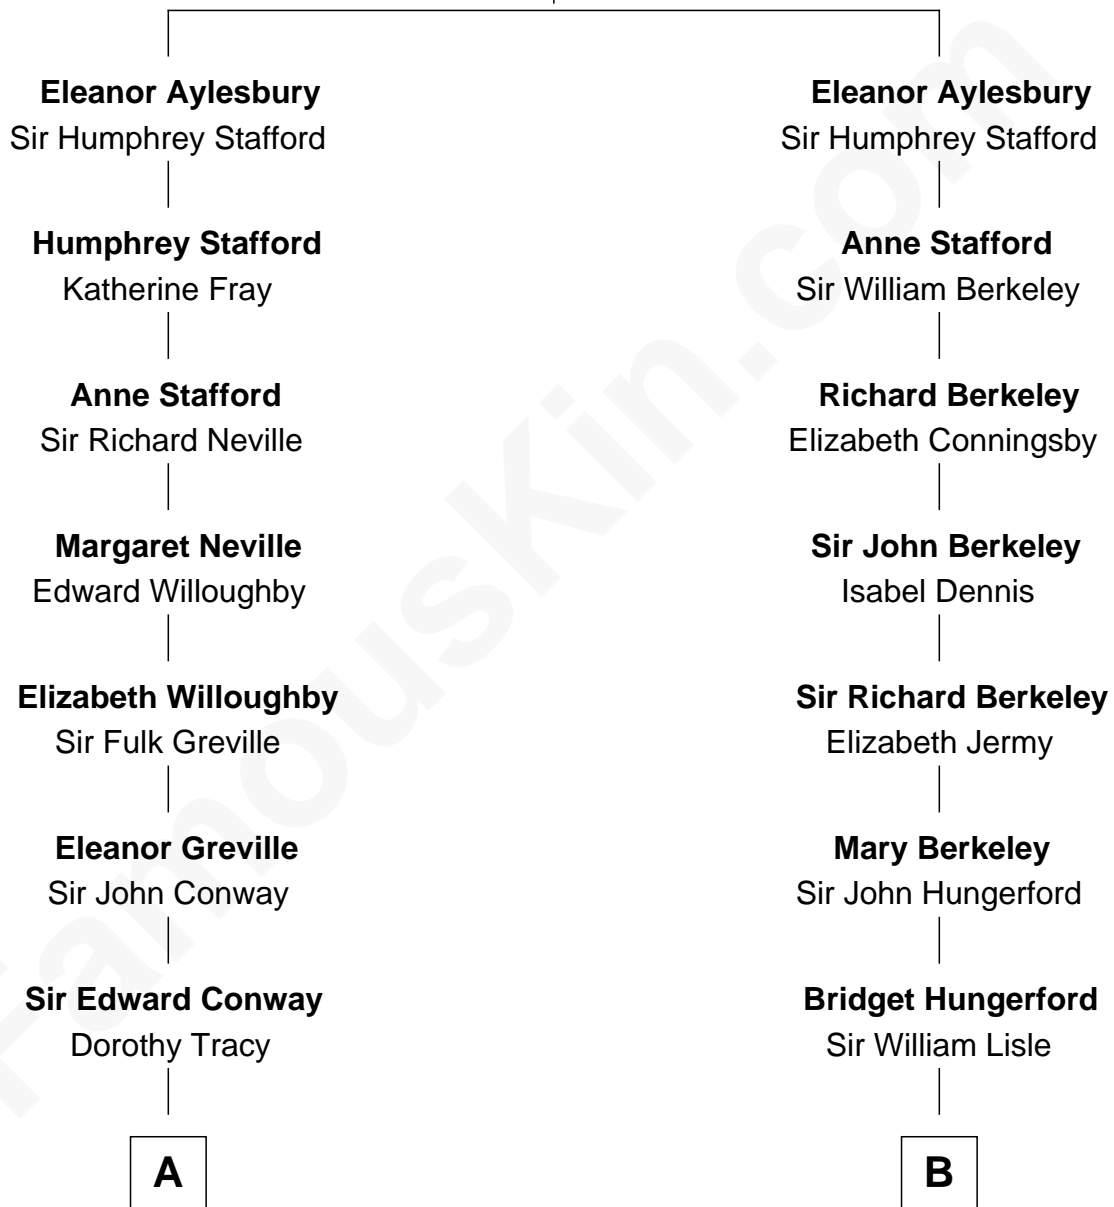 Eleanor Aylesbury
Sir Humphrey Stafford
Humphrey Stafford
Katherine Fray
Anne Stafford
Sir Richard Neville
Margaret Neville
Edward Willoughby
Elizabeth Willoughby
Sir Fulk Greville
Eleanor Greville
Sir John Conway
Sir Edward Conway
Dorothy Tracy
A
Eleanor Aylesbury
Sir Humphrey Stafford
Anne Stafford
Sir William Berkeley
Richard Berkeley
Elizabeth Conningsby
Sir John Berkeley
Isabel Dennis
Sir Richard Berkeley
Elizabeth Jermy
Mary Berkeley
Sir John Hungerford
Bridget Hungerford
Sir William Lisle
B
FamousKin.com